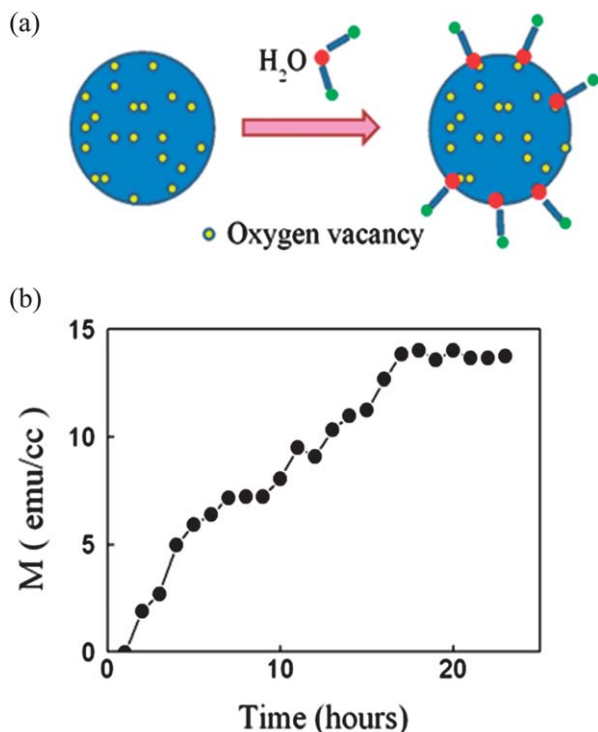 (a)
H₂O
Oxygen vacancy
(b)
15
10
5
0
M ( emu/cc )
0 10 20
Time (hours)